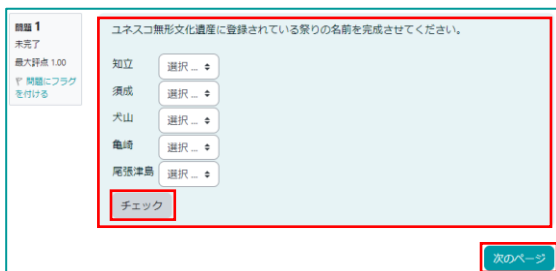 問題 1
未完了
最大評点 1.00
問題にフラグを付ける
ユネスコ無形文化遺産に登録されている祭りの名前を完成させてください。
知立 選択 ...
須成 選択 ...
犬山 選択 ...
亀崎 選択 ...
尾張津島 選択 ...
チェック
次のページ